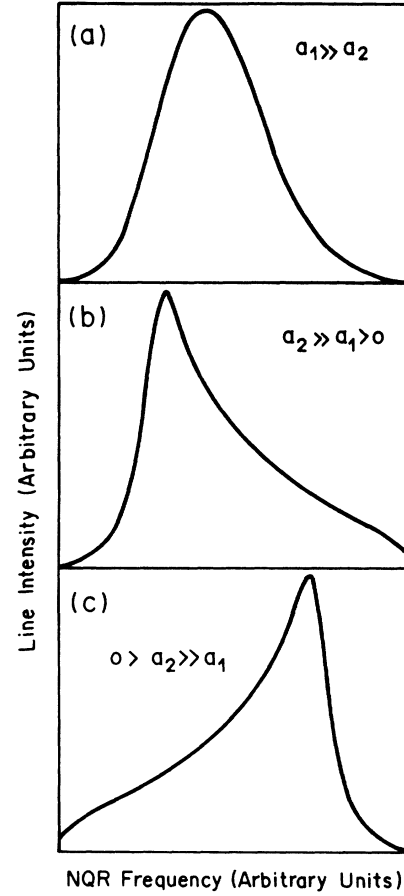 (a)
a₁≫a₂
(b)
a₂≫a₁>o
(c)
o> a₂≫a₁
Line Intensity (Arbitrary Units)
NQR Frequency (Arbitrary Units)